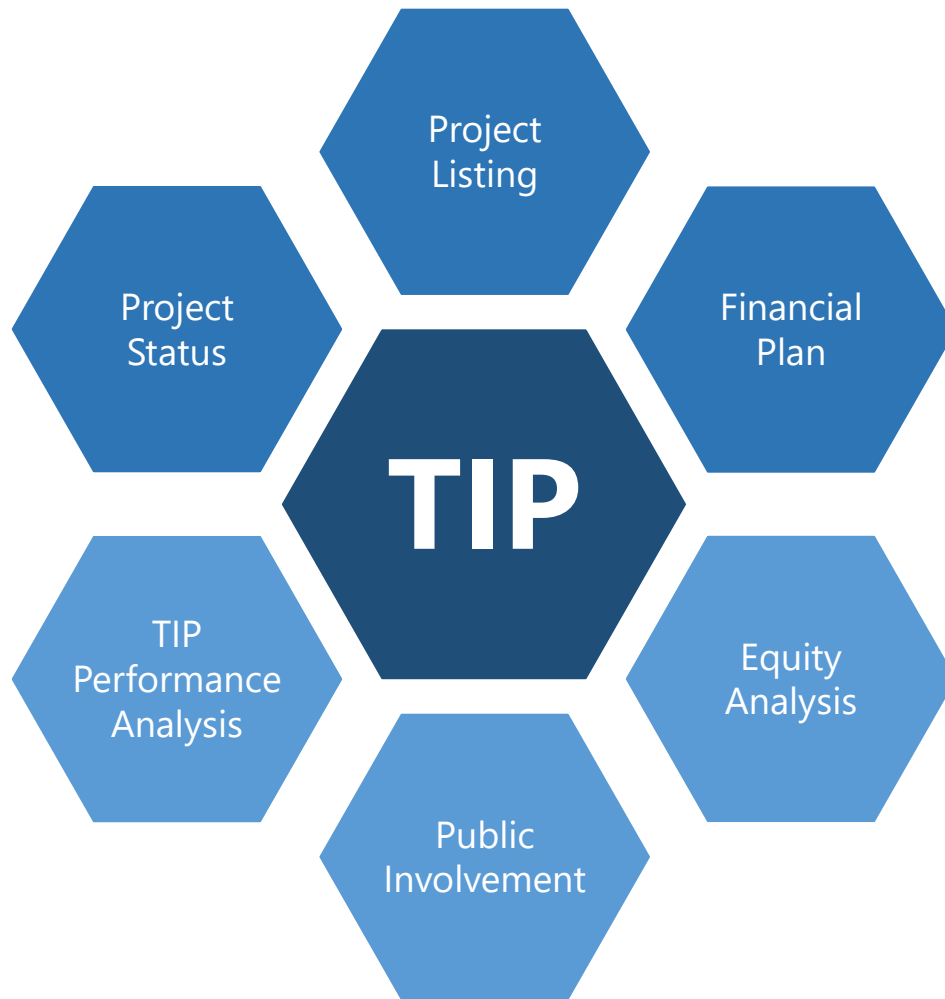 Project
Listing
Project
Status
Financial
Plan
TIP
TIP
Performance
Analysis
Equity
Analysis
Public
Involvement